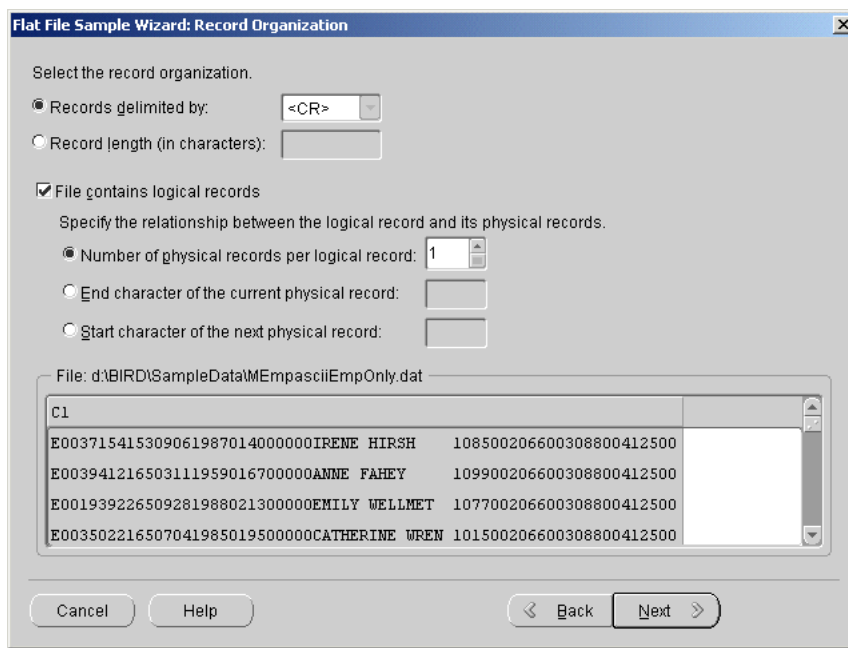 Flat File Sample Wizard: Record Organization
Select the record organization.
Records delimited by: <CR>
Record length (in characters):
File contains logical records
Specify the relationship between the logical record and its physical records.
Number of physical records per logical record: 1
End character of the current physical record:
Start character of the next physical record:
File: d:\BIRD\SampleData\MEmpasciiEmpOnly.dat
C1
E003715415309061987014000000IRENE HIRSH 108500206600308800412500
E003941216503111959016700000ANNE FAHEY 109900206600308800412500
E001939226509281988021300000EMILY WELLMET 107700206600308800412500
E003502216507041985019500000CATHERINE WREN 101500206600308800412500
Cancel Help Back Next